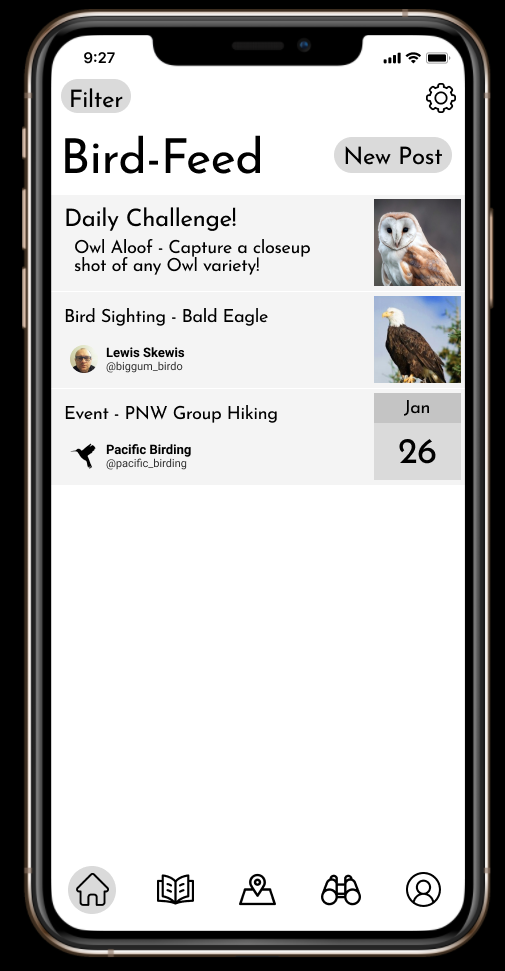 9:27
Filter
Bird-Feed
New Post
Daily Challenge!
Owl Aloof - Capture a closeup
shot of any Owl variety!
Bird Sighting - Bald Eagle
Lewis Skewis
@biggum_birdo
Event - PNW Group Hiking
Pacific Birding
@pacific_birding
Jan
26